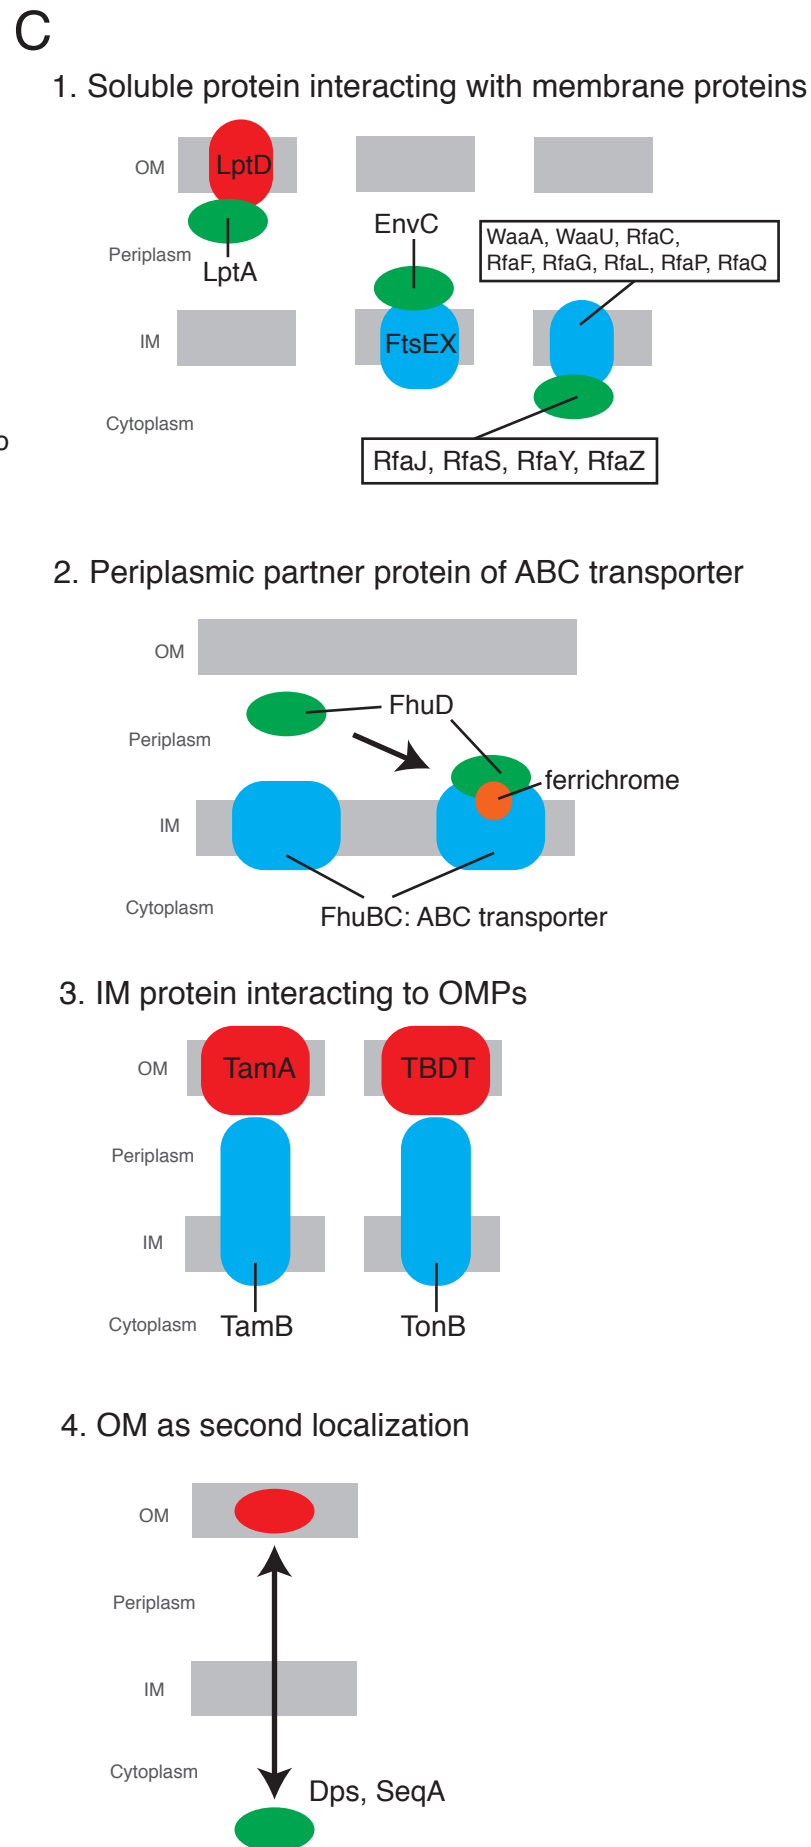 C
1. Soluble protein interacting with membrane proteins
OM
LptD
Periplasm
LptA
EnvC
WaaA, WaaU, RfaC,
RfaF, RfaG, RfaL, RfaP, RfaQ
IM
FtsEX
Cytoplasm
RfaJ, RfaS, RfaY, RfaZ
2. Periplasmic partner protein of ABC transporter
OM
FhuD
Periplasm
ferrichrome
IM
Cytoplasm
FhuBC: ABC transporter
3. IM protein interacting to OMPs
OM
TamA
TBDT
Periplasm
IM
Cytoplasm
TamB
TonB
4. OM as second localization
OM
Periplasm
IM
Cytoplasm
Dps, SeqA